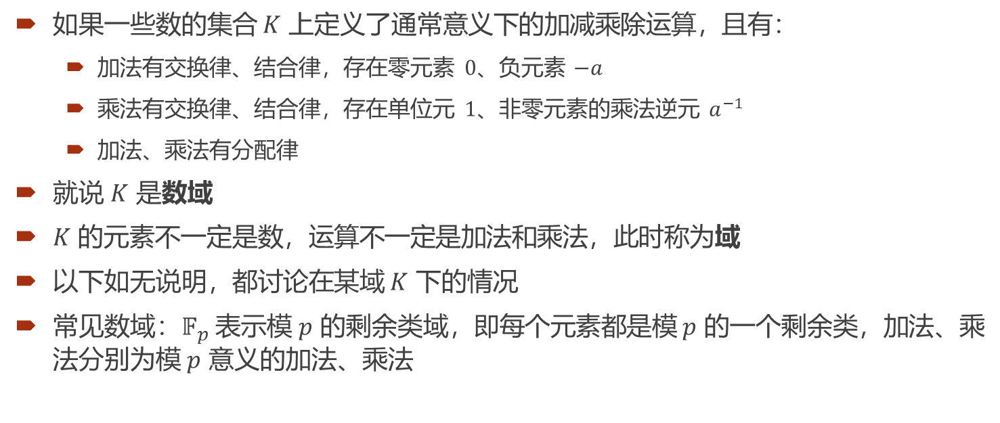 如果一些数的集合 K 上定义了通常意义下的加减乘除运算，且有：
加法有交换律、结合律，存在零元素 0、负元素 −a
乘法有交换律、结合律，存在单位元 1、非零元素的乘法逆元 a⁻¹
加法、乘法有分配律
就说 K 是数域
K 的元素不一定是数，运算不一定是加法和乘法，此时称为域
以下如无说明，都讨论在某域 K 下的情况
常见数域：𝔽ₚ 表示模 p 的剩余类域，即每个元素都是模 p 的一个剩余类，加法、乘
法分别为模 p 意义的加法、乘法